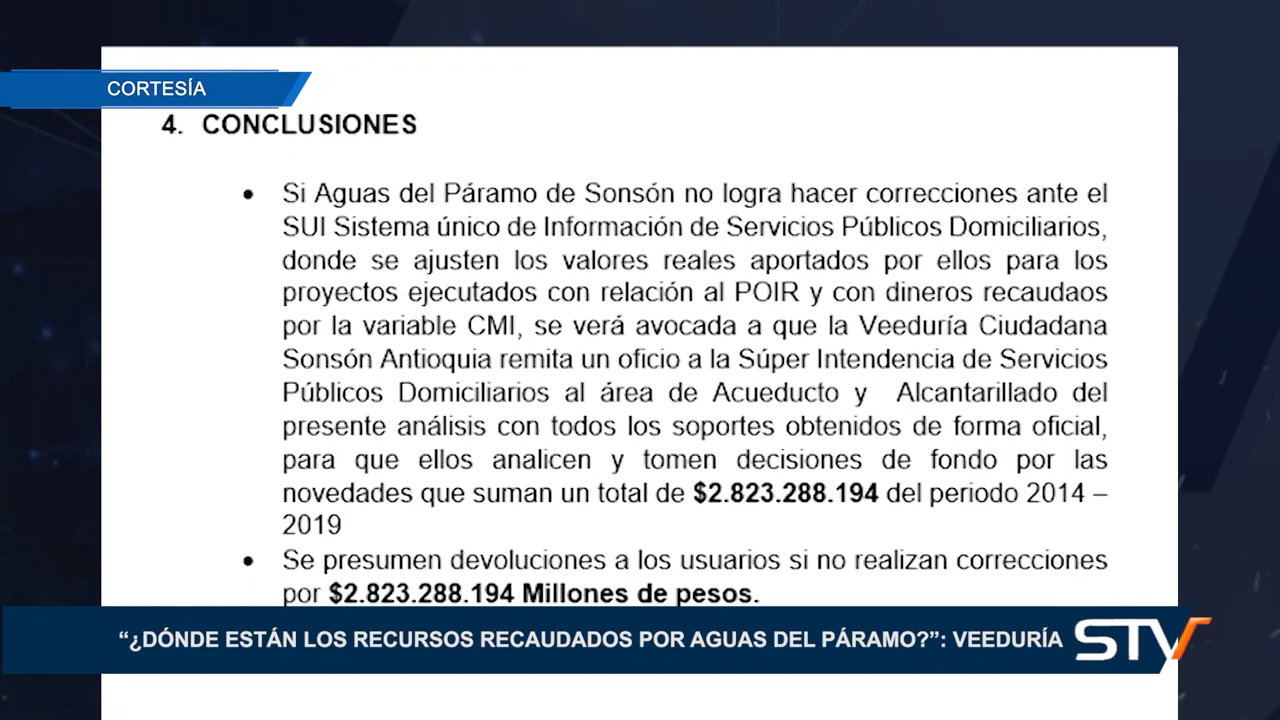 CORTESÍA
4. CONCLUSIONES
• Si Aguas del Páramo de Sonsón no logra hacer correcciones ante el
SUI Sistema único de Información de Servicios Públicos Domiciliarios,
donde se ajusten los valores reales aportados por ellos para los
proyectos ejecutados con relación al POIR y con dineros recaudaos
por la variable CMI, se verá avocada a que la Veeduría Ciudadana
Sonsón Antioquia remita un oficio a la Súper Intendencia de Servicios
Públicos Domiciliarios al área de Acueducto y Alcantarillado del
presente análisis con todos los soportes obtenidos de forma oficial,
para que ellos analicen y tomen decisiones de fondo por las
novedades que suman un total de $2.823.288.194 del periodo 2014 –
2019
• Se presumen devoluciones a los usuarios si no realizan correcciones
por $2.823.288.194 Millones de pesos.
“¿DÓNDE ESTÁN LOS RECURSOS RECAUDADOS POR AGUAS DEL PÁRAMO?”: VEEDURÍA
STV